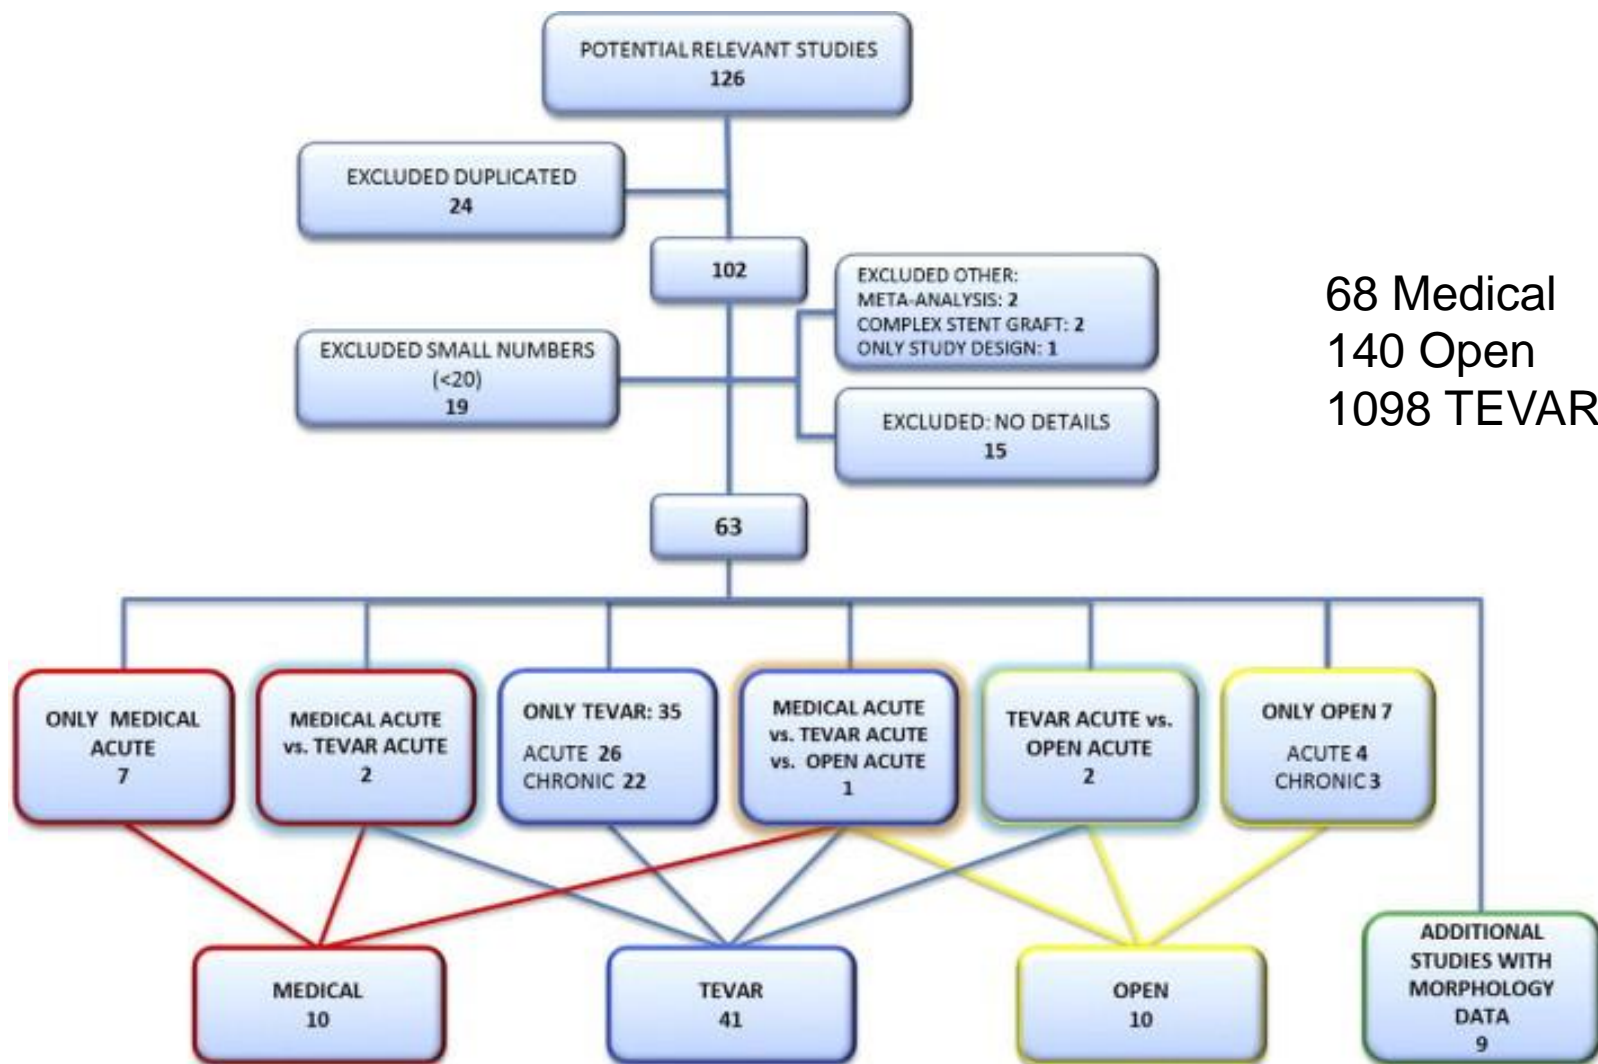 POTENTIAL RELEVANT STUDIES
126
EXCLUDED DUPLICATED
24
102
EXCLUDED OTHER:
META-ANALYSIS: 2
COMPLEX STENT GRAFT: 2
ONLY STUDY DESIGN: 1
EXCLUDED SMALL NUMBERS
(<20)
19
EXCLUDED: NO DETAILS
15
68 Medical
140 Open
1098 TEVAR
63
ONLY MEDICAL
ACUTE
7
MEDICAL ACUTE
vs. TEVAR ACUTE
2
ONLY TEVAR: 35
ACUTE 26
CHRONIC 22
MEDICAL ACUTE
vs. TEVAR ACUTE
vs. OPEN ACUTE
1
TEVAR ACUTE vs.
OPEN ACUTE
2
ONLY OPEN 7
ACUTE 4
CHRONIC 3
MEDICAL
10
TEVAR
41
OPEN
10
ADDITIONAL
STUDIES WITH
MORPHOLOGY
DATA
9